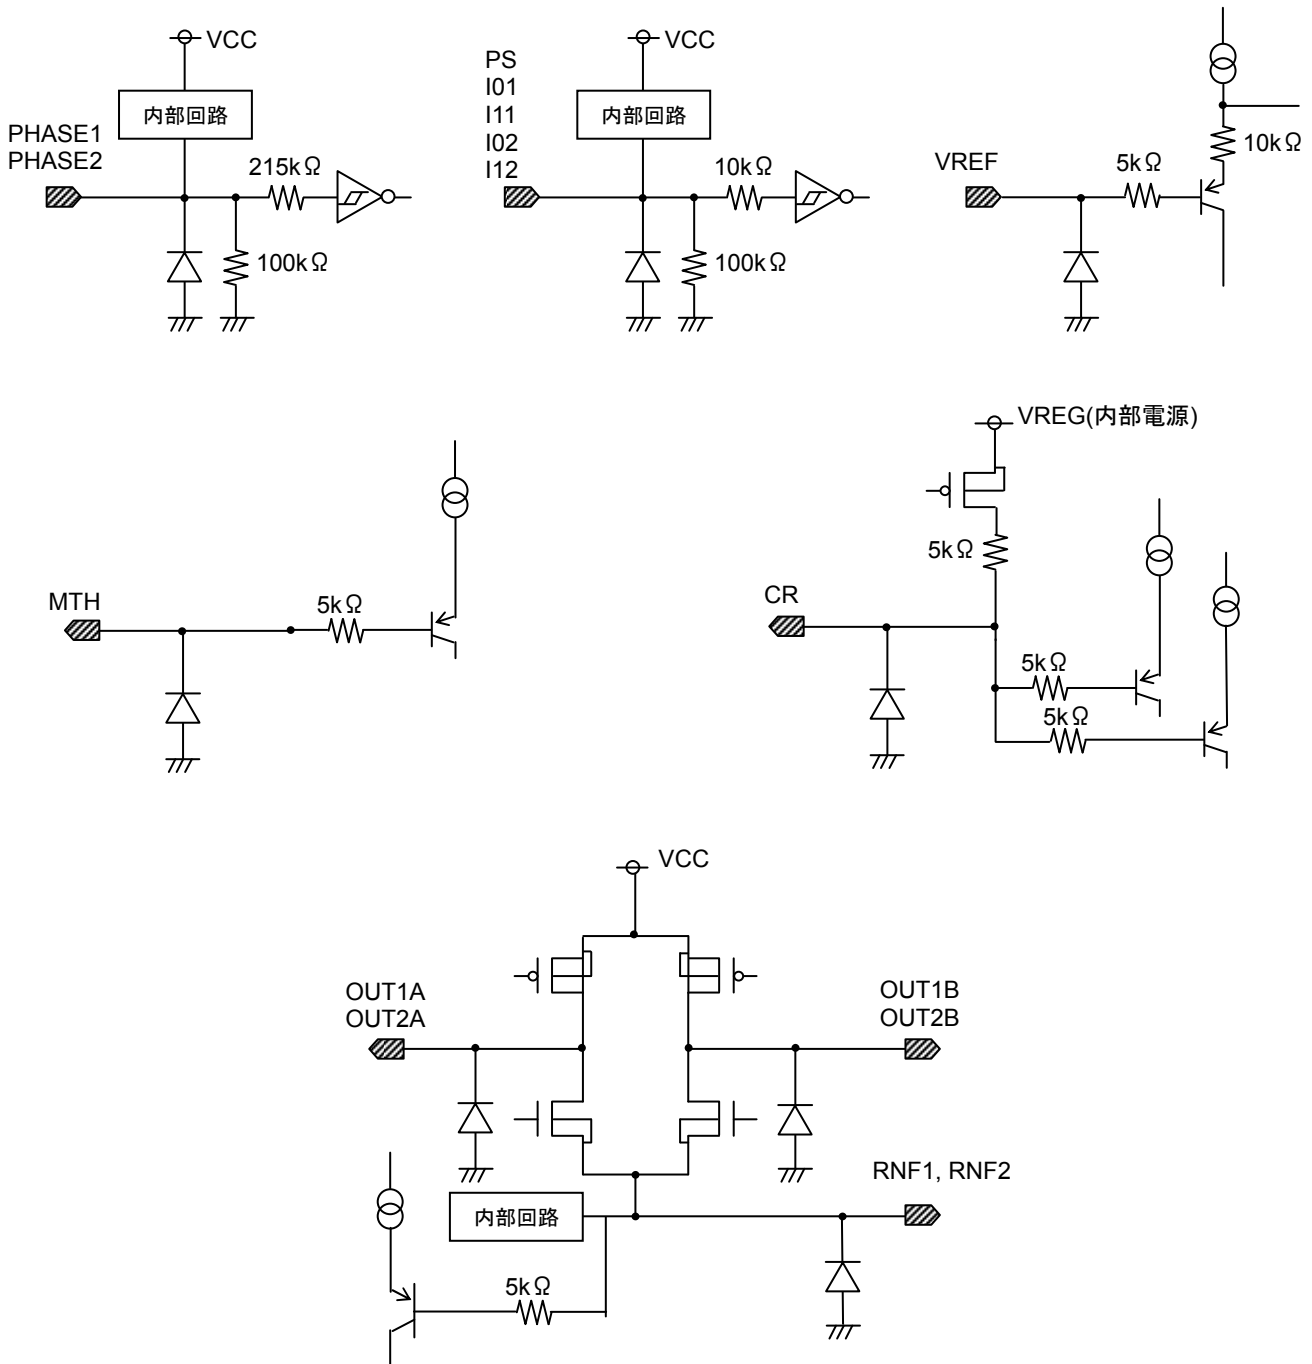 VCC
内部回路
PHASE1
PHASE2
215kΩ
100kΩ
VCC
PS
I01
I11
I02
I12
内部回路
10kΩ
100kΩ
VREF
5kΩ
10kΩ
MTH
5kΩ
VREG(内部電源)
5kΩ
CR
5kΩ
5kΩ
VCC
OUT1A
OUT2A
OUT1B
OUT2B
RNF1, RNF2
内部回路
5kΩ